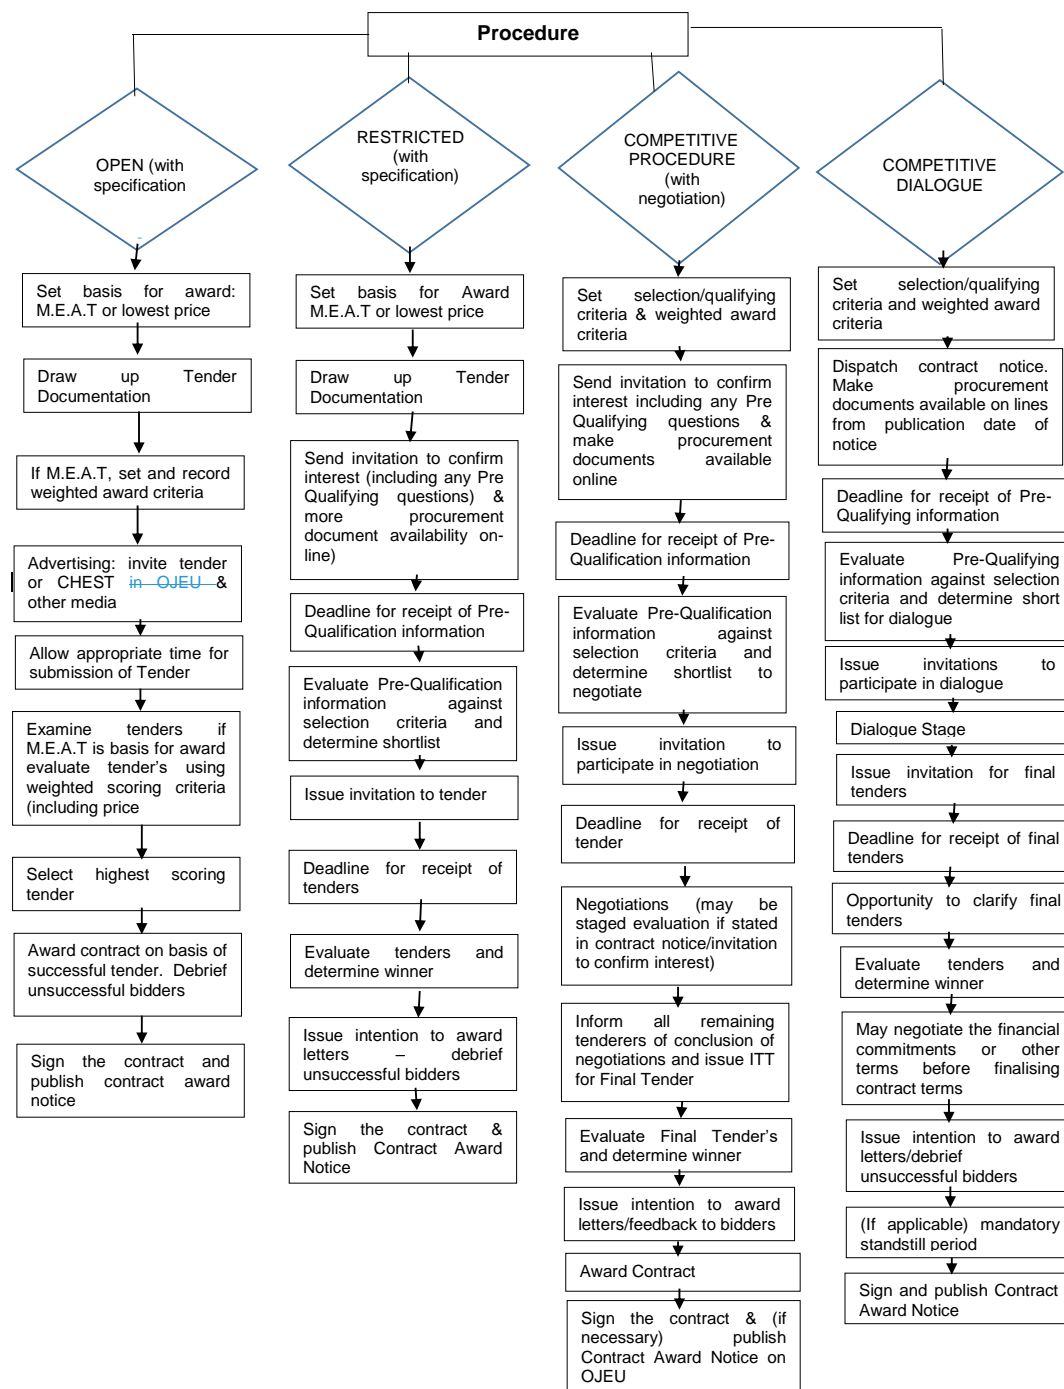 Procedure
OPEN (with
specification
Set basis for award:
M.E.A.T or lowest price
Draw up Tender
Documentation
If M.E.A.T, set and record
weighted award criteria
Advertising: invite tender
or CHEST in OJEU &
other media
Allow appropriate time for
submission of Tender
Examine tenders if
M.E.A.T is basis for award
evaluate tender's using
weighted scoring criteria
(including price
Select highest scoring
tender
Award contract on basis of
successful tender. Debrief
unsuccessful bidders
Sign the contract and
publish contract award
notice
RESTRICTED
(with
specification)
Set basis for Award
M.E.A.T or lowest price
Draw up Tender
Documentation
Send invitation to confirm
interest (including any Pre
Qualifying questions) &
more procurement
document availability on-
line)
Deadline for receipt of Pre-
Qualification information
Evaluate Pre-Qualification
information against
selection criteria and
determine shortlist
Issue invitation to tender
Deadline for receipt of
tenders
Evaluate tenders and
determine winner
Issue intention to award
letters – debrief
unsuccessful bidders
Sign the contract &
publish Contract Award
Notice
COMPETITIVE
PROCEDURE
(with
negotiation)
Set selection/qualifying
criteria & weighted award
criteria
Send invitation to confirm
interest including any Pre
Qualifying questions &
make procurement
documents available
online
Deadline for receipt of Pre-
Qualification information
Evaluate Pre-Qualification
information against
selection criteria and
determine shortlist to
negotiate
Issue invitation to
participate in negotiation
Deadline for receipt of
tender
Negotiations (may be
staged evaluation if stated
in contract notice/invitation
to confirm interest)
Inform all remaining
tenderers of conclusion of
negotiations and issue ITT
for Final Tender
Evaluate Final Tender's
and determine winner
Issue intention to award
letters/feedback to bidders
Award Contract
Sign the contract & (if
necessary) publish
Contract Award Notice on
OJEU
COMPETITIVE
DIALOGUE
Set selection/qualifying
criteria and weighted award
criteria
Dispatch contract notice.
Make procurement
documents available on lines
from publication date of
notice
Deadline for receipt of Pre-
Qualifying information
Evaluate Pre-Qualifying
information against selection
criteria and determine short
list for dialogue
Issue invitations to
participate in dialogue
Dialogue Stage
Issue invitation for final
tenders
Deadline for receipt of final
tenders
Opportunity to clarify final
tenders
Evaluate tenders and
determine winner
May negotiate the financial
commitments or other
terms before finalising
contract terms
Issue intention to award
letters/debrief
unsuccessful bidders
(If applicable) mandatory
standstill period
Sign and publish Contract
Award Notice